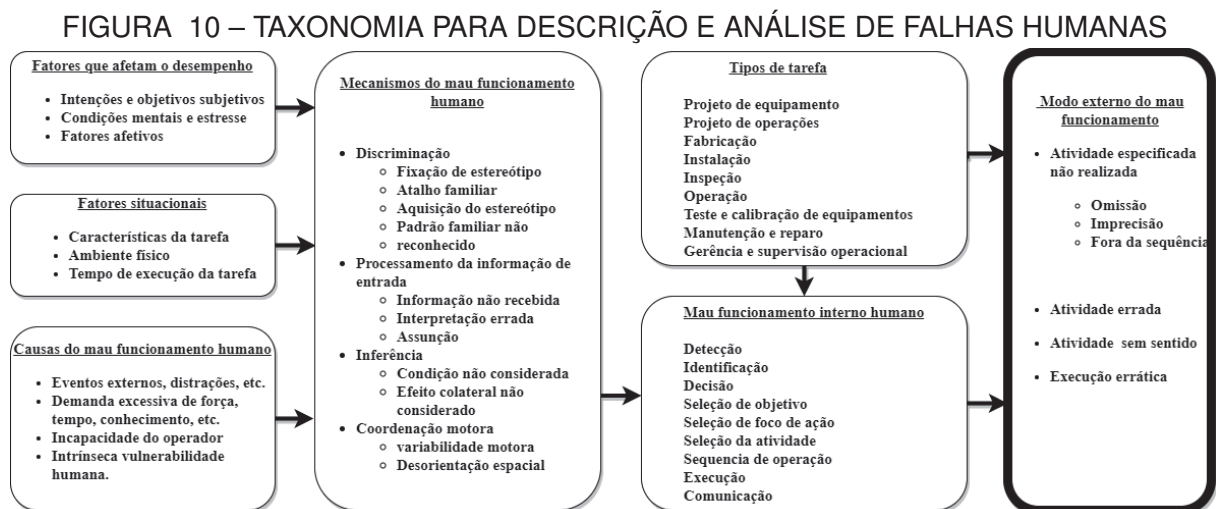 FIGURA 10 – TAXONOMIA PARA DESCRIÇÃO E ANÁLISE DE FALHAS HUMANAS
Fatores que afetam o desempenho
• Intenções e objetivos subjetivos
• Condições mentais e estresse
• Fatores afetivos
Fatores situacionais
• Características da tarefa
• Ambiente físico
• Tempo de execução da tarefa
Causas do mau funcionamento humano
• Eventos externos, distrações, etc.
• Demanda excessiva de força,
tempo, conhecimento, etc.
• Incapacidade do operador
• Intrínseca vulnerabilidade
humana.
Mecanismos do mau funcionamento
humano
• Discriminação
○ Fixação de estereótipo
○ Atalho familiar
○ Aquisição do estereótipo
○ Padrão familiar não
○ reconhecido
• Processamento da informação de
entrada
○ Informação não recebida
○ Interpretação errada
○ Assunção
• Inferência
○ Condição não considerada
○ Efeito colateral não
considerado
• Coordenação motora
○ variabilidade motora
○ Desorientação espacial
Tipos de tarefa
Projeto de equipamento
Projeto de operações
Fabricação
Instalação
Inspeção
Operação
Teste e calibração de equipamentos
Manutenção e reparo
Gerência e supervisão operacional
Mau funcionamento interno humano
Detecção
Identificação
Decisão
Seleção de objetivo
Seleção de foco de ação
Seleção da atividade
Sequencia de operação
Execução
Comunicação
Modo externo do mau
funcionamento
• Atividade especificada
não realizada
○ Omissão
○ Imprecisão
○ Fora da sequência
• Atividade errada
• Atividade sem sentido
• Execução errática